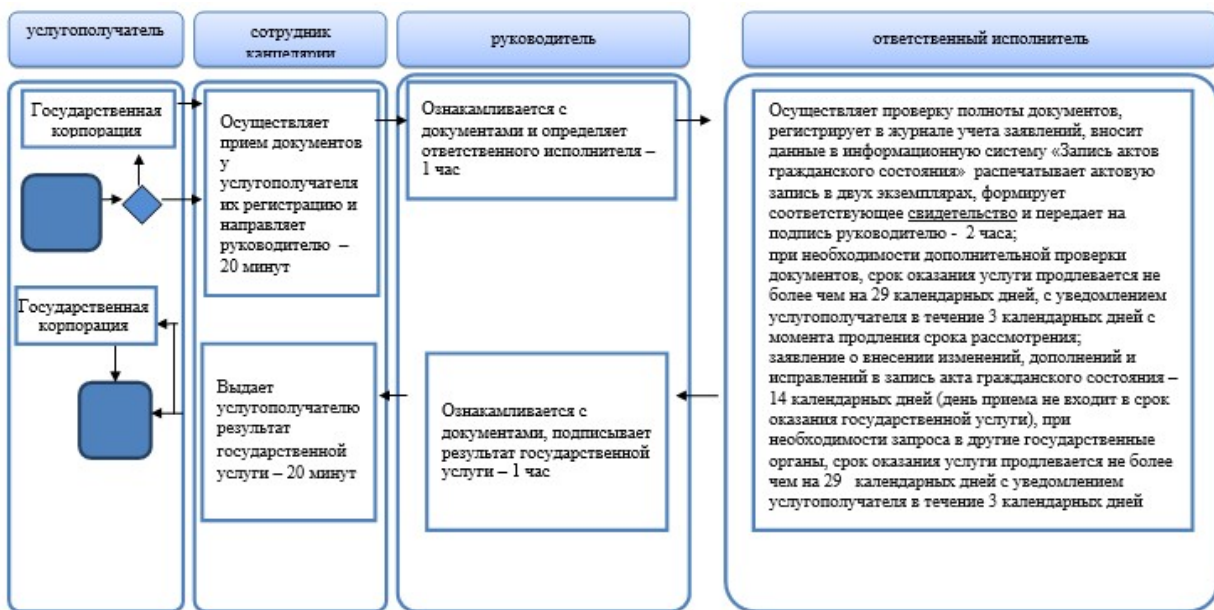 услугополучатель
сотрудник
канцелярии
руководитель
ответственный исполнитель
Государственная
корпорация
Осуществляет
прием документов
у
услугополучателя
их регистрацию и
направляет
руководителю –
20 минут
Ознакамливается с
документами и определяет
ответственного исполнителя –
1 час
Осуществляет проверку полноты документов,
регистрирует в журнале учета заявлений, вносит
данные в информационную систему «Запись актов
гражданского состояния» распечатывает актовую
запись в двух экземплярах, формирует
соответствующее свидетельство и передает на
подпись руководителю - 2 часа;
при необходимости дополнительной проверки
документов, срок оказания услуги продлевается не
более чем на 29 календарных дней, с уведомлением
услугополучателя в течение 3 календарных дней с
момента продления срока рассмотрения;
заявление о внесении изменений, дополнений и
исправлений в запись акта гражданского состояния –
14 календарных дней (день приема не входит в срок
оказания государственной услуги), при
необходимости запроса в другие государственные
органы, срок оказания услуги продлевается не более
чем на 29 календарных дней с уведомлением
услугополучателя в течение 3 календарных дней
Государственная
корпорация
Выдает
услугополучателю
результат
государственной
услуги – 20 минут
Ознакамливается с
документами, подписывает
результат государственной
услуги – 1 час